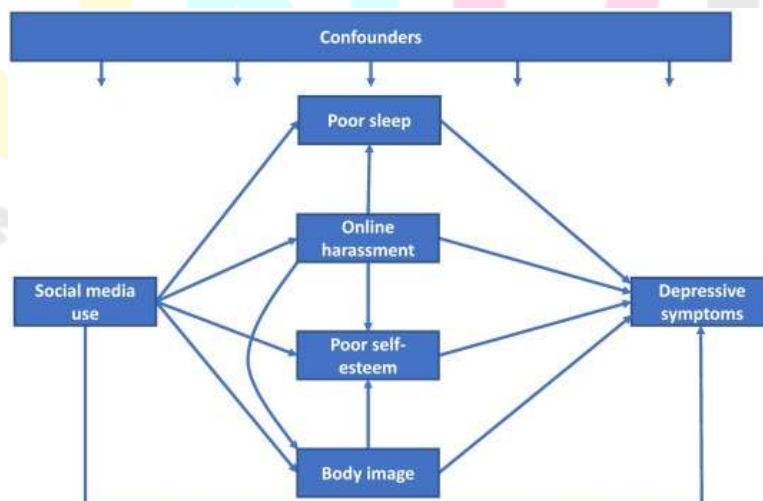 Confounders
Poor sleep
Online
harassment
Social media
use
Depressive
symptoms
Poor self-
esteem
Body image